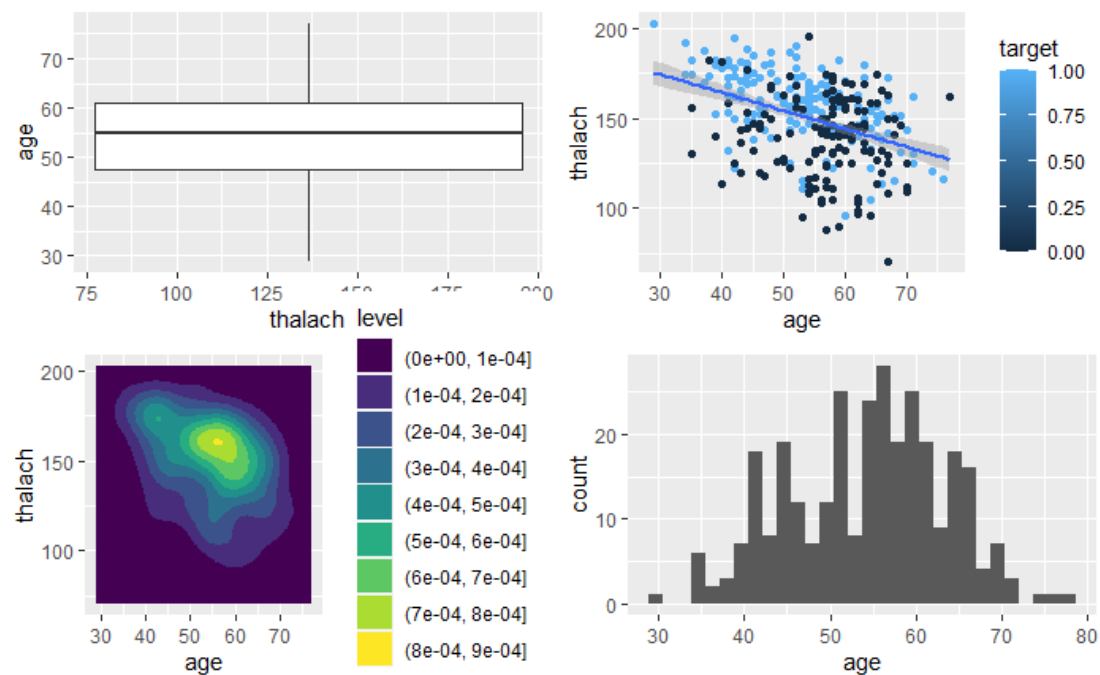 70
60
50
40
30
age
75
100
125
150
175
200
thalach
200
150
100
thalach
30
40
50
60
70
age
target
1.00
0.75
0.50
0.25
0.00
200
150
100
thalach
30
40
50
60
70
age
level
(0e+00, 1e-04]
(1e-04, 2e-04]
(2e-04, 3e-04]
(3e-04, 4e-04]
(4e-04, 5e-04]
(5e-04, 6e-04]
(6e-04, 7e-04]
(7e-04, 8e-04]
(8e-04, 9e-04]
20
10
0
count
30
40
50
60
70
80
age